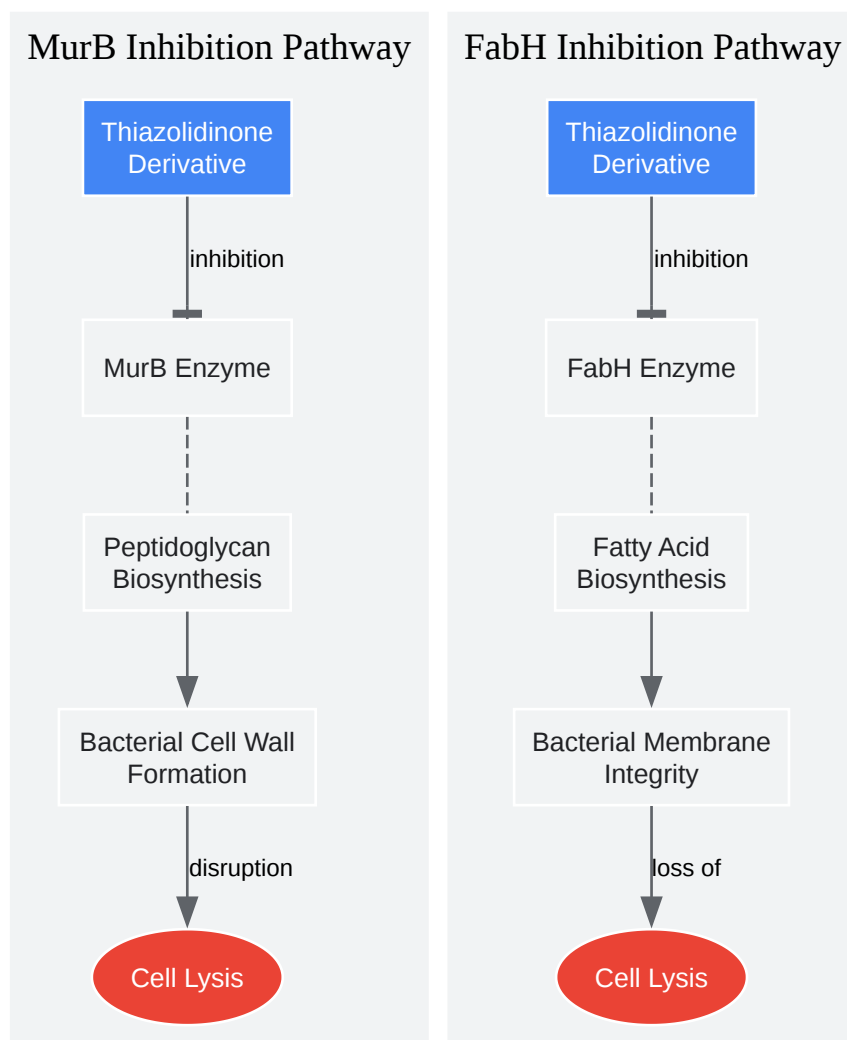 MurB Inhibition Pathway
Thiazolidinone
Derivative
inhibition
MurB Enzyme
Peptidoglycan
Biosynthesis
Bacterial Cell Wall
Formation
disruption
Cell Lysis
FabH Inhibition Pathway
Thiazolidinone
Derivative
inhibition
FabH Enzyme
Fatty Acid
Biosynthesis
Bacterial Membrane
Integrity
loss of
Cell Lysis